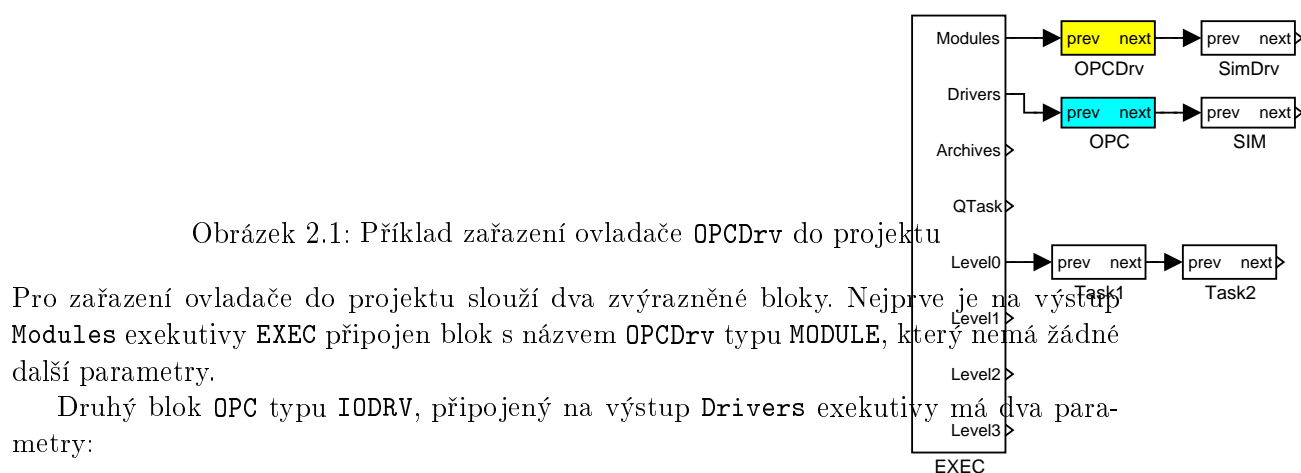 Modules
prev next
OPCDrv
prev next
SimDrv
Drivers
prev next
OPC
prev next
SIM
Archives
QTask
Obrázek 2.1: Příklad zařazení ovladače OPCDrv do projektu
Level0
prev next
Task1
prev next
Task2
Pro zařazení ovladače do projektu slouží dva zvýrazněné bloky. Nejprve je na výstup
Level1
Modules exekutivy EXEC připojen blok s názvem OPCDrv typu MODULE, který nemá žádné
další parametry.
Level2
Druhý blok OPC typu IODRV, připojený na výstup Drivers exekutivy má dva para-
metry:
Level3
EXEC